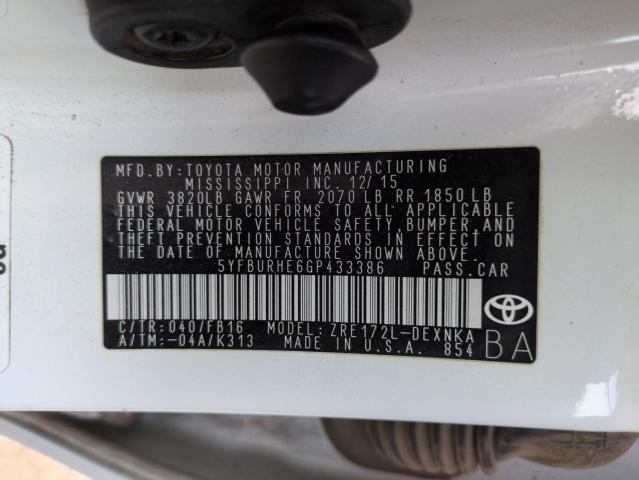 MFD.BY:TOYOTA MOTOR MANUFACTURING
MISSISSIPPI INC. 12/15
GVWR 3820LB GAWR FR 2070 LB RR 1850 LB
THIS VEHICLE CONFORMS TO ALL APPLICABLE
FEDERAL MOTOR VEHICLE SAFETY, BUMPER, AND
THEFT PREVENTION STANDARDS IN EFFECT ON
THE DATE OF MANUFACTURE SHOWN ABOVE.
5YFBURHE6GP433386 PASS.CAR
C/TR: 040/FB16 MODEL: ZRE172L-DEXNKA
A/TM:-04A/K313 MADE IN U.S.A. 854
BA